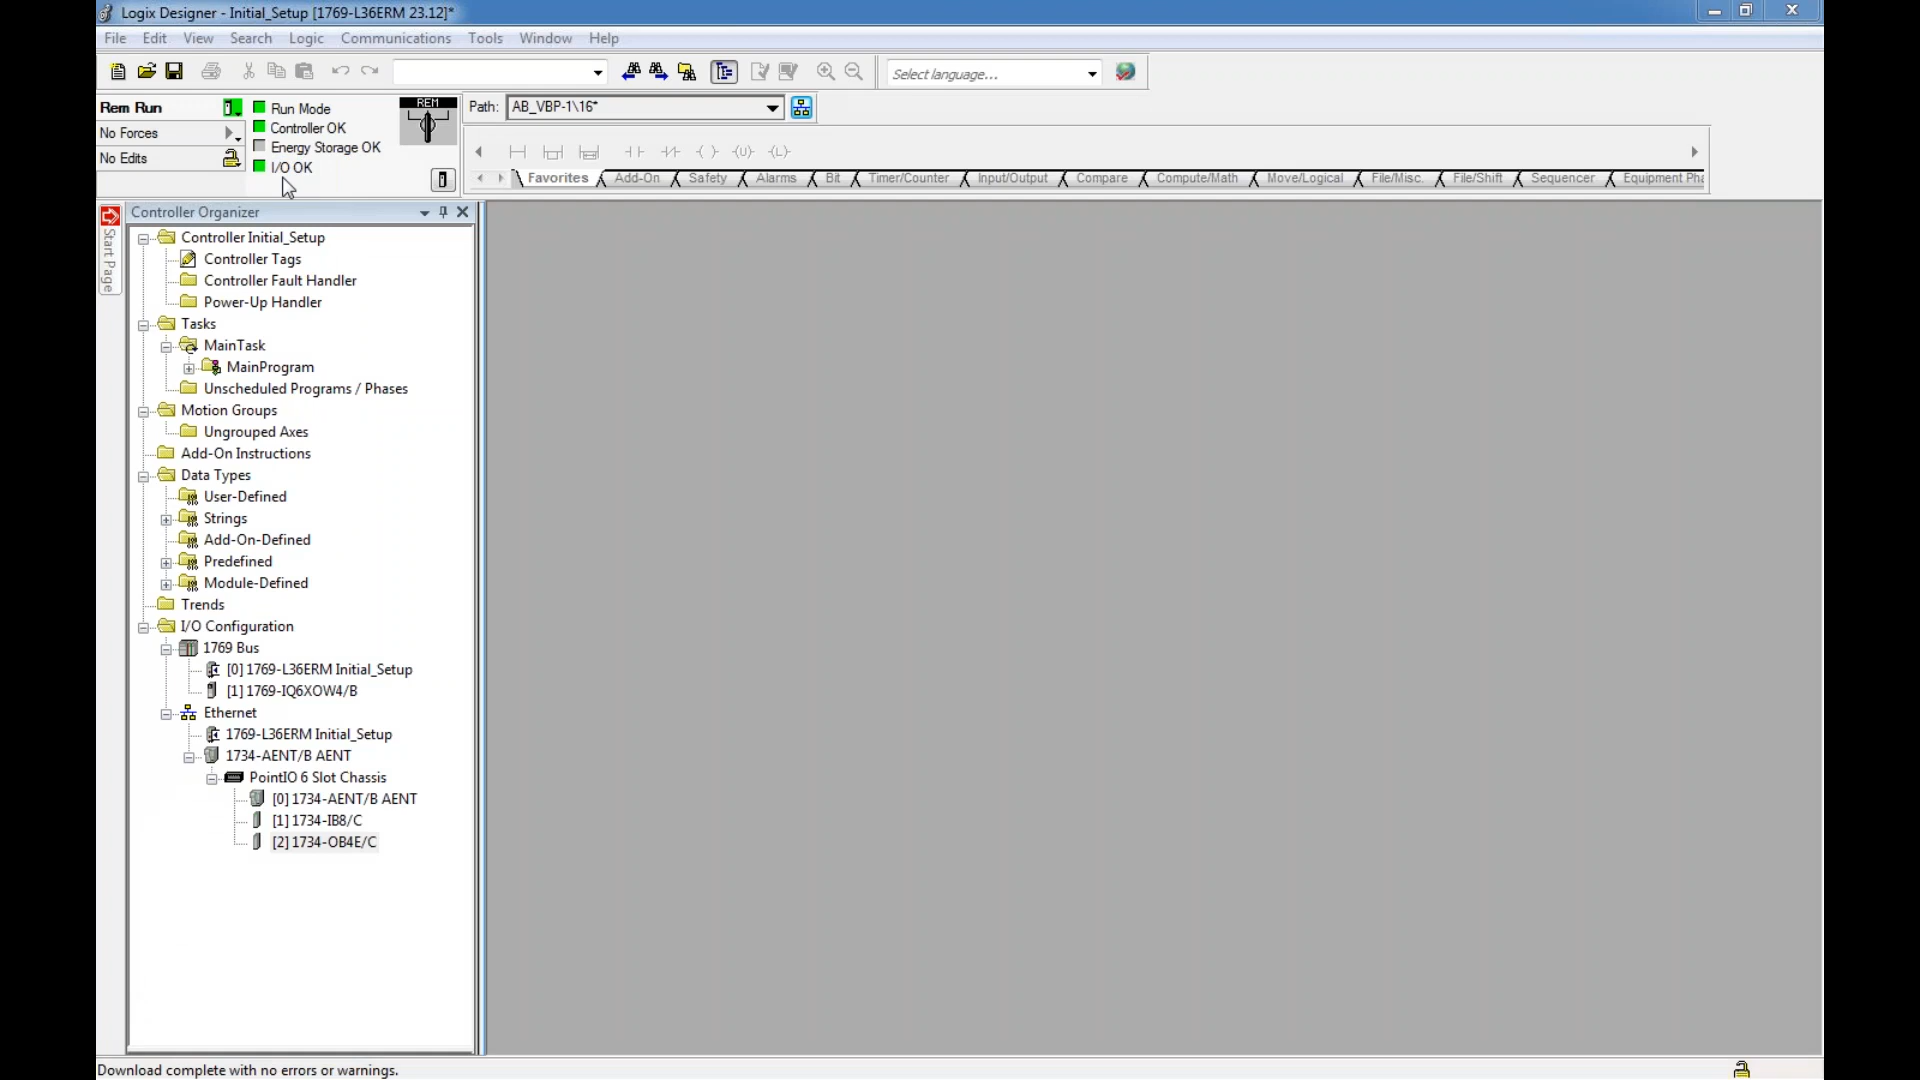 Logix Designer - Initial_Setup [1769-L36ERM 23.12]*
File Edit View Search Logic Communications Tools Window Help
Select language...
Rem Run
No Forces
No Edits
Run Mode
Controller OK
Energy Storage OK
I/O OK
REM
Path: AB_VBP-1\16*
Favorites Add-On Safety Alarms Bit Timer/Counter Input/Output Compare Compute/Math Move/Logical File/Misc. File/Shift Sequencer Equipment Pha
Start Page
Controller Organizer
Controller Initial_Setup
Controller Tags
Controller Fault Handler
Power-Up Handler
Tasks
MainTask
MainProgram
Unscheduled Programs / Phases
Motion Groups
Ungrouped Axes
Add-On Instructions
Data Types
User-Defined
Strings
Add-On-Defined
Predefined
Module-Defined
Trends
I/O Configuration
1769 Bus
[0] 1769-L36ERM Initial_Setup
[1] 1769-IQ6XOW4/B
Ethernet
1769-L36ERM Initial_Setup
1734-AENT/B AENT
PointIO 6 Slot Chassis
[0] 1734-AENT/B AENT
[1] 1734-IB8/C
[2] 1734-OB4E/C
Download complete with no errors or warnings.